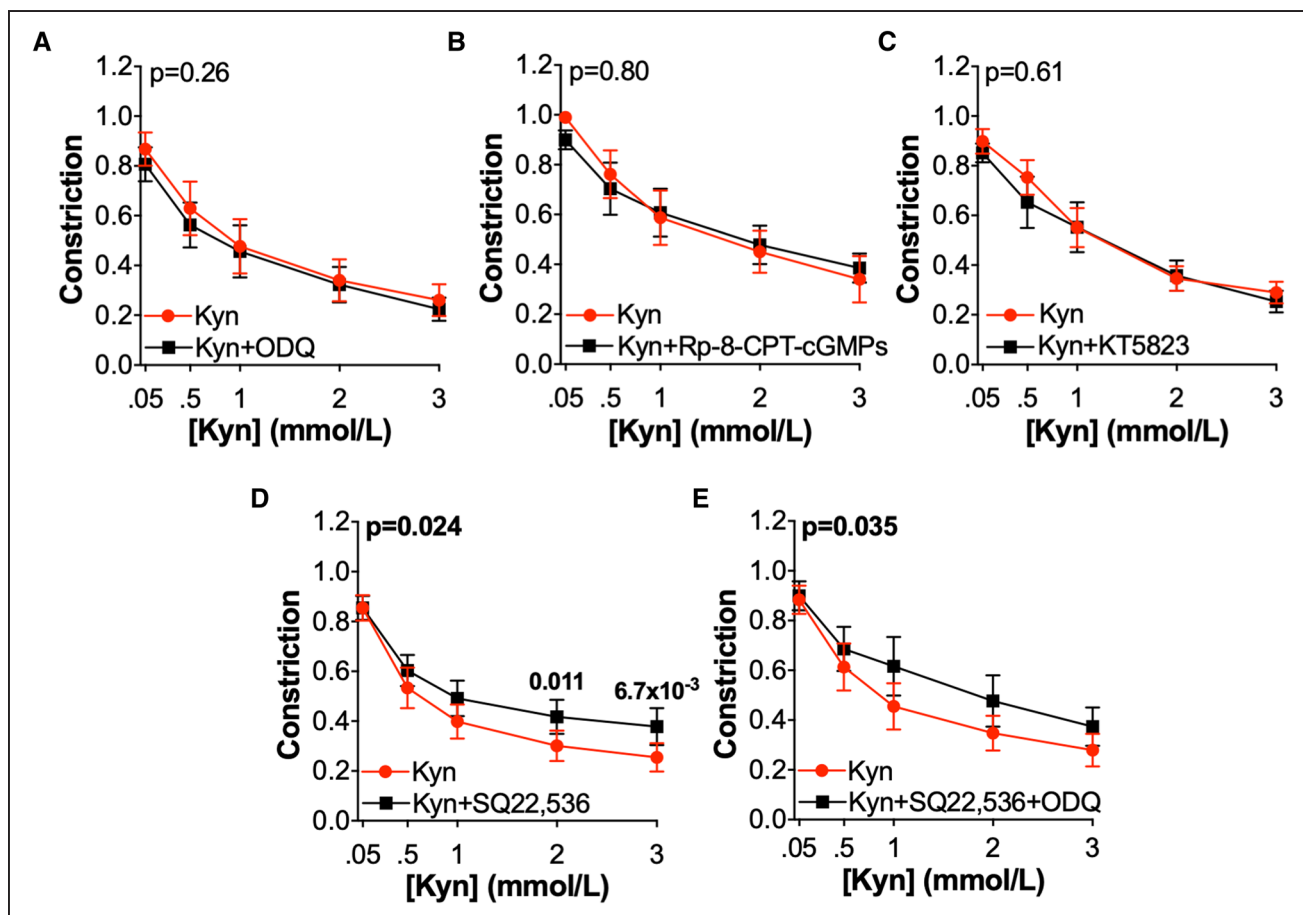 A
p=0.26
1.2
1.0
0.8
0.6
0.4
0.2
0.0
Constriction
Kyn
Kyn+ODQ
.05 .5 1 2 3
[Kyn] (mmol/L)
B
p=0.80
1.2
1.0
0.8
0.6
0.4
0.2
0.0
Constriction
Kyn
Kyn+Rp-8-CPT-cGMPs
.05 .5 1 2 3
[Kyn] (mmol/L)
C
p=0.61
1.2
1.0
0.8
0.6
0.4
0.2
0.0
Constriction
Kyn
Kyn+KT5823
.05 .5 1 2 3
[Kyn] (mmol/L)
D
p=0.024
1.2
1.0
0.8
0.6
0.4
0.2
0.0
Constriction
0.011
6.7x10⁻³
Kyn
Kyn+SQ22,536
.05 .5 1 2 3
[Kyn] (mmol/L)
E
p=0.035
1.2
1.0
0.8
0.6
0.4
0.2
0.0
Constriction
Kyn
Kyn+SQ22,536+ODQ
.05 .5 1 2 3
[Kyn] (mmol/L)